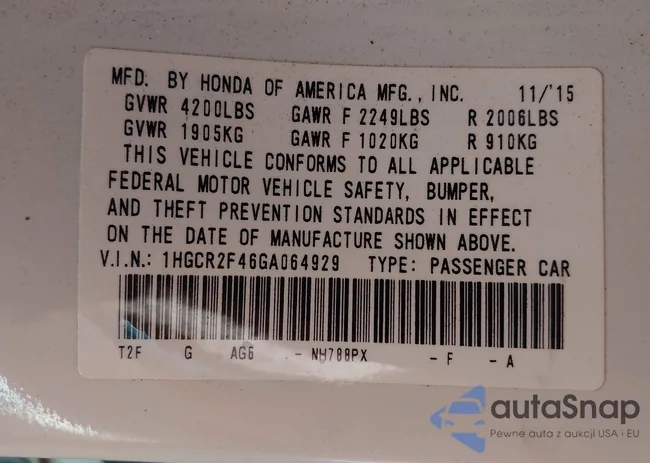 MFD. BY HONDA OF AMERICA MFG., INC. 11/'15
GVWR 4200LBS GAWR F 2249LBS R 2006LBS
GVWR 1905KG GAWR F 1020KG R 910KG
THIS VEHICLE CONFORMS TO ALL APPLICABLE
FEDERAL MOTOR VEHICLE SAFETY, BUMPER,
AND THEFT PREVENTION STANDARDS IN EFFECT
ON THE DATE OF MANUFACTURE SHOWN ABOVE.
V.I.N.: 1HGCR2F46GA064929 TYPE: PASSENGER CAR
T2F G AG6 - NH788PX - F - A
autaSnap
Pewne auta z aukcji USA i EU